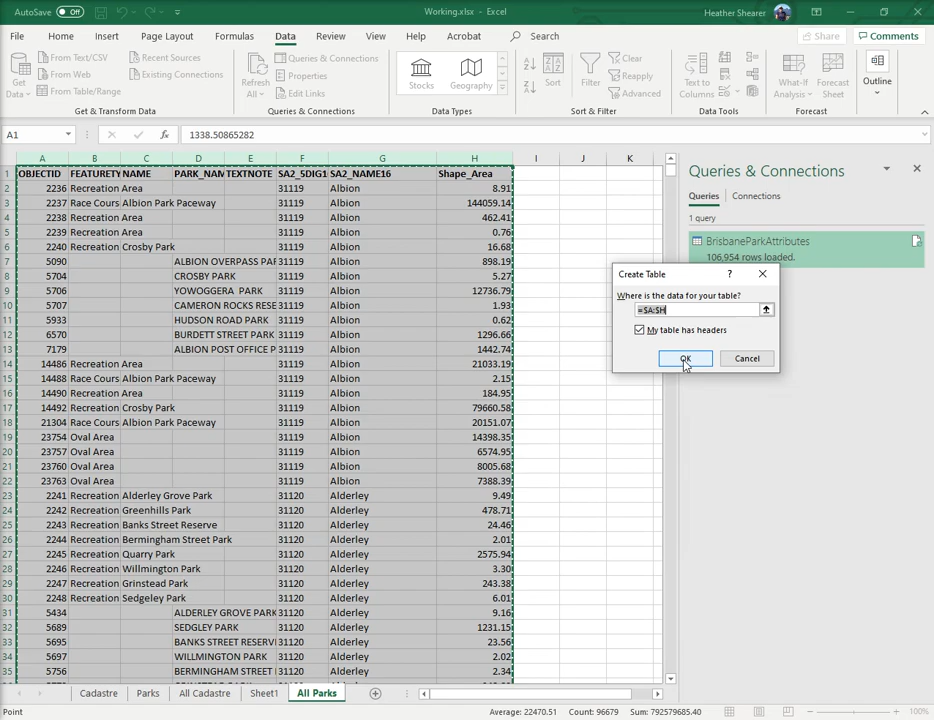 AutoSave Off Working.xlsx - Excel Heather Shearer
File Home Insert Page Layout Formulas Data Review View Help Acrobat Search Share Comments
Get Data From Text/CSV Recent Sources Refresh All Queries & Connections Stocks Geography Sort Filter Clear Text to Columns What-If Analysis Forecast Sheet Outline
From Web Existing Connections Properties Reapply
From Table/Range Edit Links Advanced
Get & Transform Data Queries & Connections Data Types Sort & Filter Data Tools Forecast
A1 fx 1338.50865282
A B C D E F G H I J K
1 OBJECTID FEATURETY NAME PARK_NAM TEXTNOTE SA2_5DIG1 SA2_NAME16 Shape_Area
2 2236 Recreation Area 31119 Albion 8.91
3 2237 Race Cours Albion Park Paceway 31119 Albion 144059.14
4 2238 Recreation Area 31119 Albion 462.41
5 2239 Recreation Area 31119 Albion 0.76
6 2240 Recreation Crosby Park 31119 Albion 16.68
7 5090 ALBION OVERPASS PAR 31119 Albion 898.19
8 5704 CROSBY PARK 31119 Albion 5.27
9 5706 YOWOGGERA PARK 31119 Albion 12736.79
10 5707 CAMERON ROCKS RESE 31119 Albion 1.93
11 5933 HUDSON ROAD PARK 31119 Albion 0.62
12 6570 BURDETT STREET PARK 31119 Albion 1296.66
13 7179 ALBION POST OFFICE P 31119 Albion 1442.74
14 14486 Recreation Area 31119 Albion 21033.19
15 14488 Race Cours Albion Park Paceway 31119 Albion 2.15
16 14490 Recreation Area 31119 Albion 184.95
17 14492 Recreation Crosby Park 31119 Albion 79660.58
18 21304 Race Cours Albion Park Paceway 31119 Albion 20151.07
19 23754 Oval Area 31119 Albion 14398.35
20 23757 Oval Area 31119 Albion 6574.95
21 23760 Oval Area 31119 Albion 8005.68
22 23763 Oval Area 31119 Albion 7388.39
23 2241 Recreation Alderley Grove Park 31120 Alderley 9.49
24 2242 Recreation Greenhills Park 31120 Alderley 478.71
25 2243 Recreation Banks Street Reserve 31120 Alderley 24.46
26 2244 Recreation Bermingham Street Park 31120 Alderley 2.01
27 2245 Recreation Quarry Park 31120 Alderley 2575.94
28 2246 Recreation Willmington Park 31120 Alderley 3.30
29 2247 Recreation Grinstead Park 31120 Alderley 243.38
30 2248 Recreation Sedgeley Park 31120 Alderley 6.01
31 5434 ALDERLEY GROVE PARK 31120 Alderley 9.16
32 5689 SEDGLEY PARK 31120 Alderley 1231.15
33 5695 BANKS STREET RESERV 31120 Alderley 23.56
34 5697 WILLMINGTON PARK 31120 Alderley 2.02
35 5756 BERMINGHAM STREET 31120 Alderley 2.34
Queries & Connections
Queries Connections
1 query
BrisbaneParkAttributes
106,954 rows loaded.
Create Table ?
Where is the data for your table?
=$A:$H
My table has headers
OK Cancel
Cadastre Parks All Cadastre Sheet1 All Parks
Point Average: 22470.51 Count: 96679 Sum: 792579685.40 100%